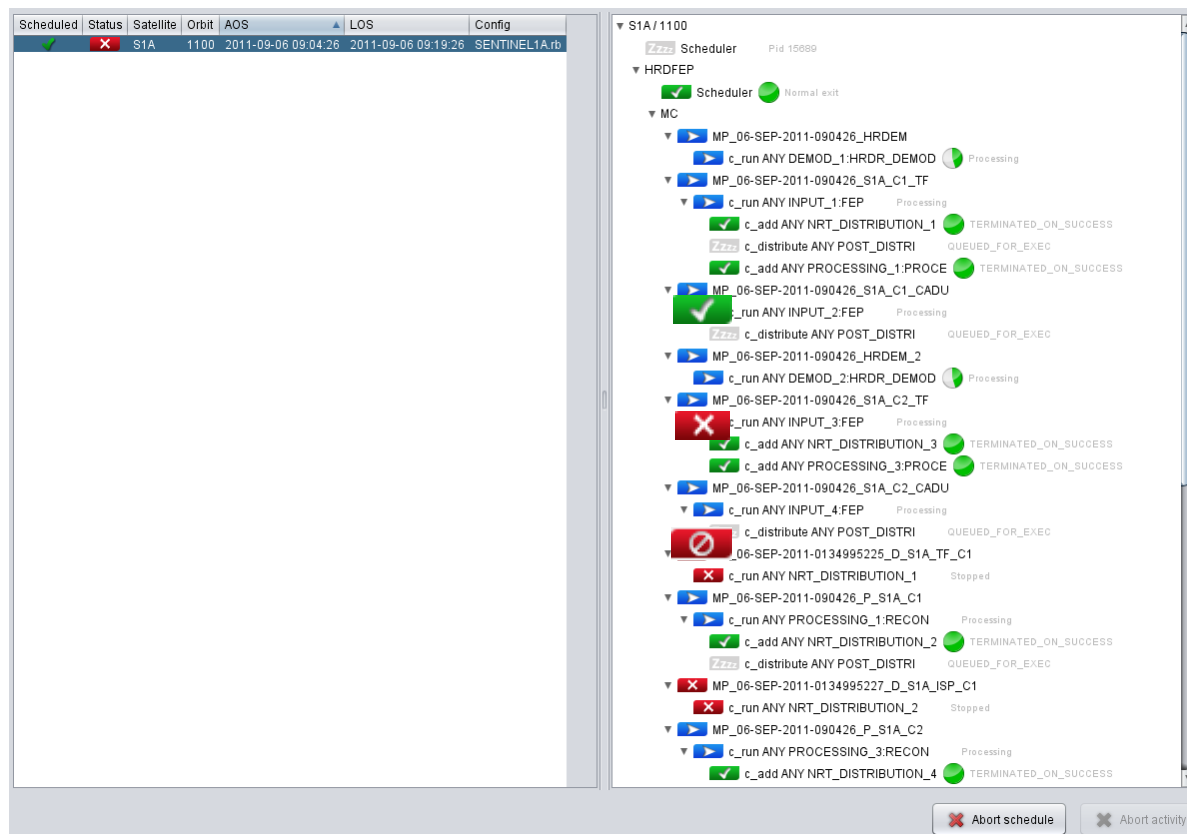 Scheduled Status Satellite Orbit AOS LOS Config
S1A 1100 2011-09-06 09:04:26 2011-09-06 09:19:26 SENTINEL1A.rb
S1A / 1100
Zzzz Scheduler Pid 15689
HRDFEP
Scheduler Normal exit
MC
MP_06-SEP-2011-090426_HRDEM
c_run ANY DEMOD_1:HRDR_DEMOD Processing
MP_06-SEP-2011-090426_S1A_C1_TF
c_run ANY INPUT_1:FEP Processing
c_add ANY NRT_DISTRIBUTION_1 TERMINATED_ON_SUCCESS
Zzzz c_distribute ANY POST_DISTRI QUEUED_FOR_EXEC
c_add ANY PROCESSING_1:PROCE TERMINATED_ON_SUCCESS
MP_06-SEP-2011-090426_S1A_C1_CADU
c_run ANY INPUT_2:FEP Processing
Zzzz c_distribute ANY POST_DISTRI QUEUED_FOR_EXEC
MP_06-SEP-2011-090426_HRDEM_2
c_run ANY DEMOD_2:HRDR_DEMOD Processing
MP_06-SEP-2011-090426_S1A_C2_TF
c_run ANY INPUT_3:FEP Processing
c_add ANY NRT_DISTRIBUTION_3 TERMINATED_ON_SUCCESS
c_add ANY PROCESSING_3:PROCE TERMINATED_ON_SUCCESS
MP_06-SEP-2011-090426_S1A_C2_CADU
c_run ANY INPUT_4:FEP Processing
c_distribute ANY POST_DISTRI QUEUED_FOR_EXEC
_06-SEP-2011-0134995225_D_S1A_TF_C1
c_run ANY NRT_DISTRIBUTION_1 Stopped
MP_06-SEP-2011-090426_P_S1A_C1
c_run ANY PROCESSING_1:RECON Processing
c_add ANY NRT_DISTRIBUTION_2 TERMINATED_ON_SUCCESS
Zzzz c_distribute ANY POST_DISTRI QUEUED_FOR_EXEC
MP_06-SEP-2011-0134995227_D_S1A_ISP_C1
c_run ANY NRT_DISTRIBUTION_2 Stopped
MP_06-SEP-2011-090426_P_S1A_C2
c_run ANY PROCESSING_3:RECON Processing
c_add ANY NRT_DISTRIBUTION_4 TERMINATED_ON_SUCCESS
Abort schedule Abort activity